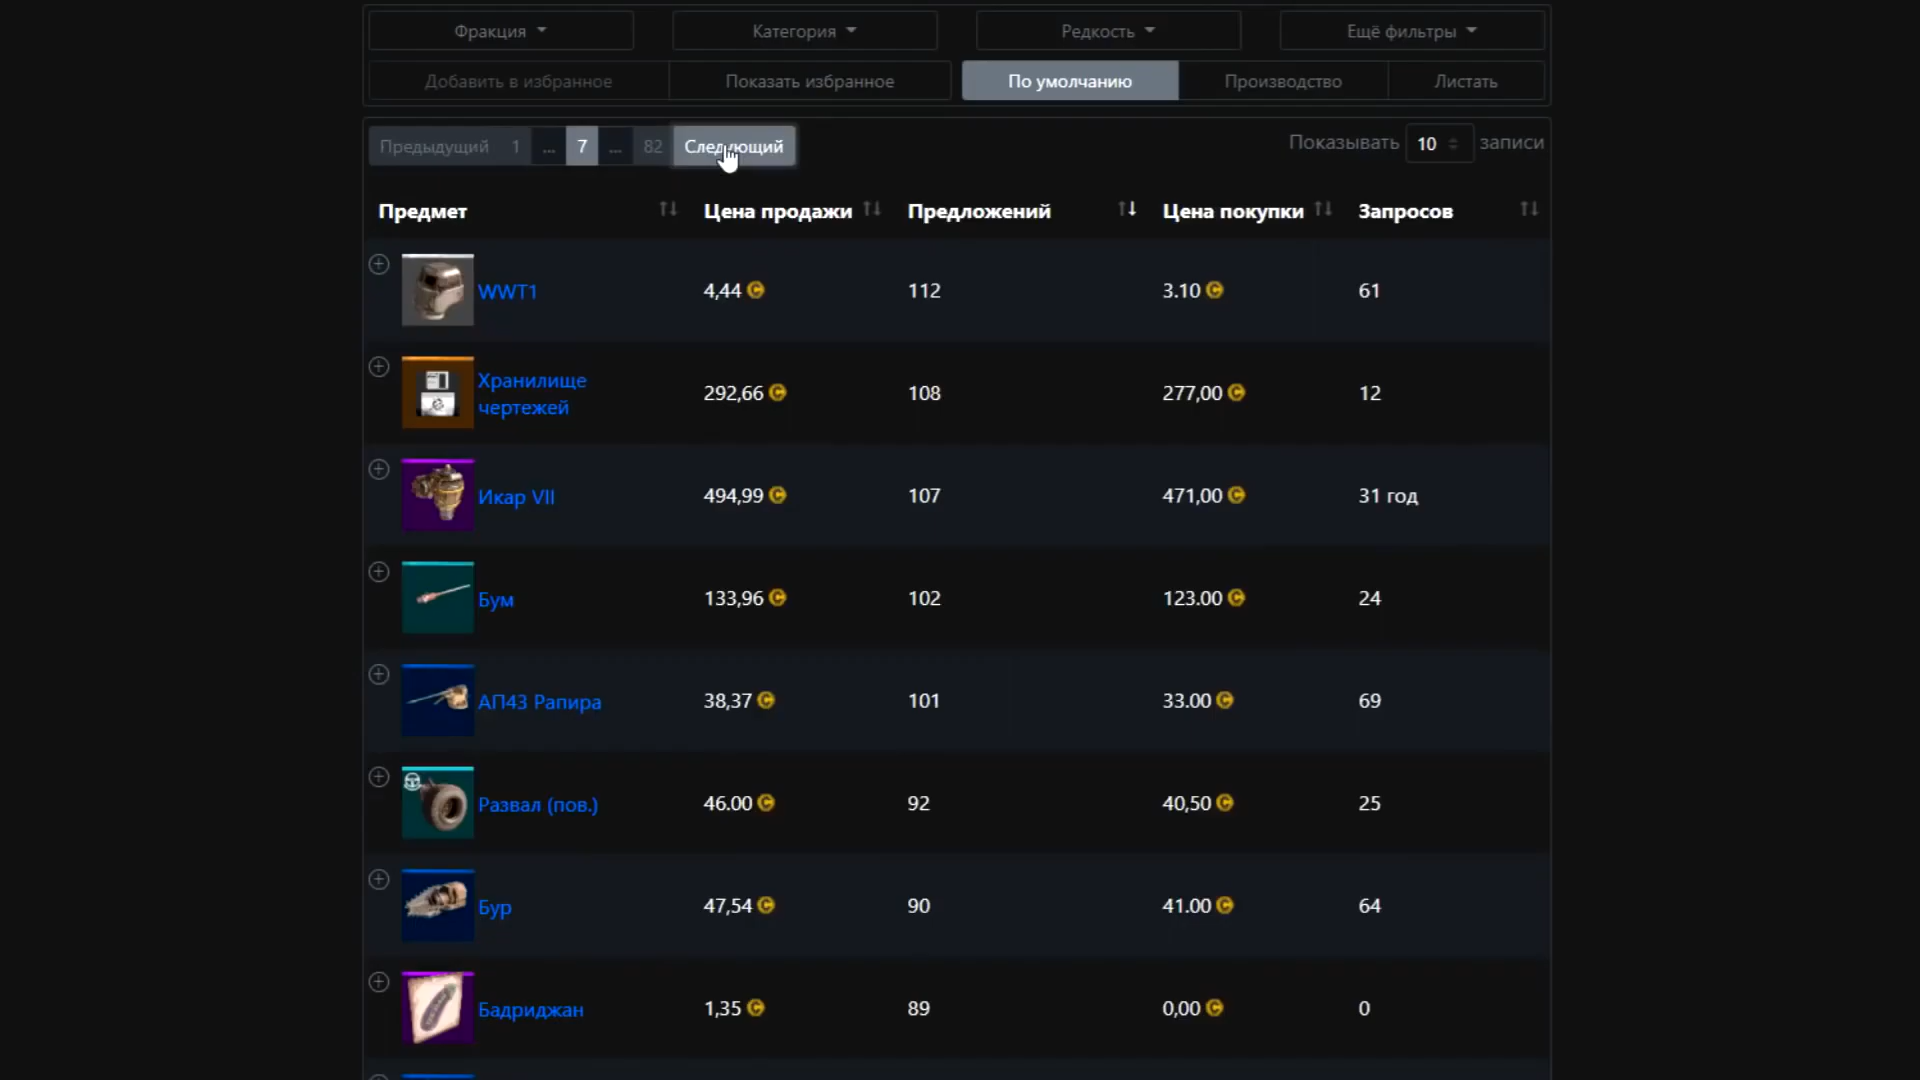 Фракция Категория Редкость Ещё фильтры
Добавить в избранное Показать избранное По умолчанию Производство Листать
Предыдущий 1 ... 7 ... 82 Следующий Показывать 10 записи
Предмет Цена продажи Предложений Цена покупки Запросов
WWT1 4,44 112 3.10 61
Хранилище
чертежей 292,66 108 277,00 12
Икар VII 494,99 107 471,00 31 год
Бум 133,96 102 123.00 24
АП43 Рапира 38,37 101 33.00 69
Развал (пов.) 46.00 92 40,50 25
Бур 47,54 90 41.00 64
Бадриджан 1,35 89 0,00 0